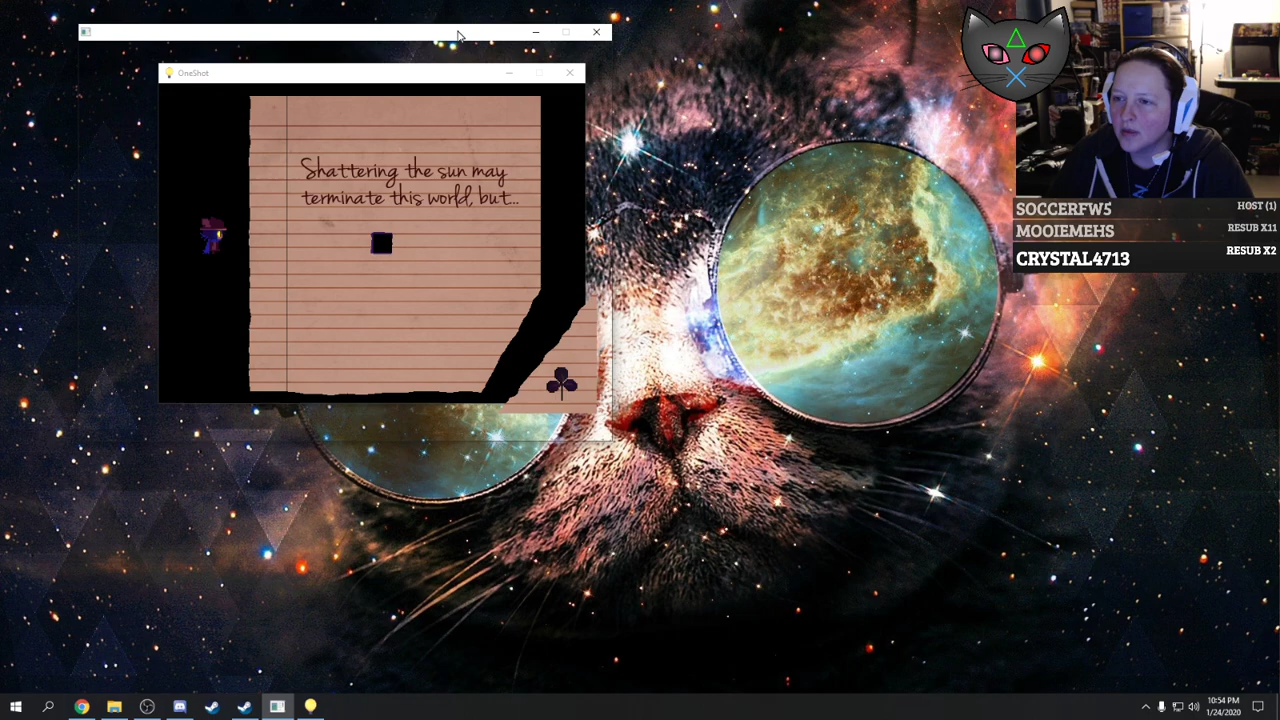 OneShot
Shattering the sun may
terminate this world, but...
SOCCERFW5
HOST (1)
MOOIEMEHS
RESUB X11
CRYSTAL4713
RESUB X2
10:54 PM
1/24/2020